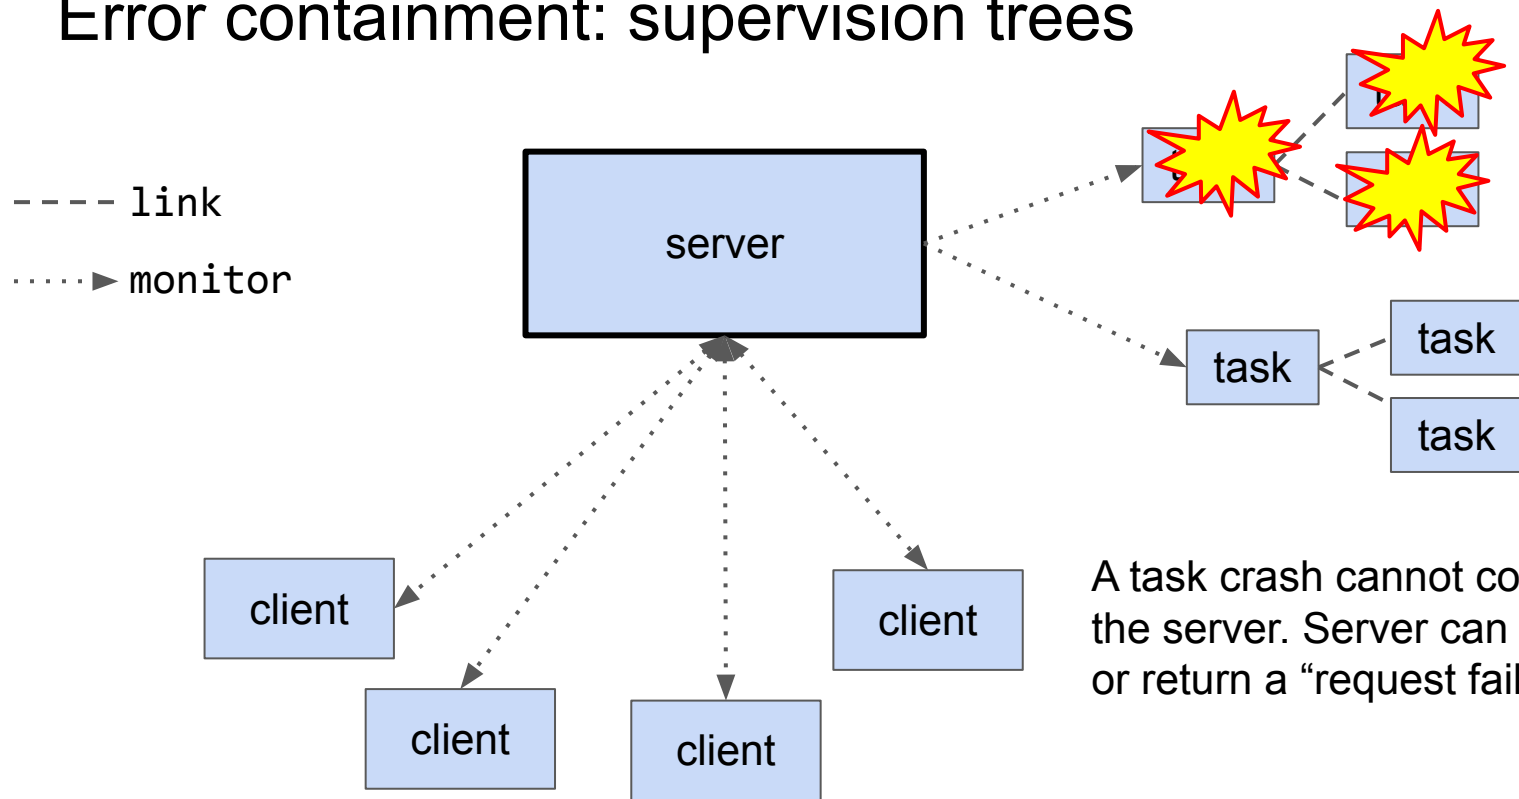 Error containment: supervision trees
link
server
monitor
task
task
task
client
client
client
client
A task crash cannot co
the server. Server can
or return a “request fail